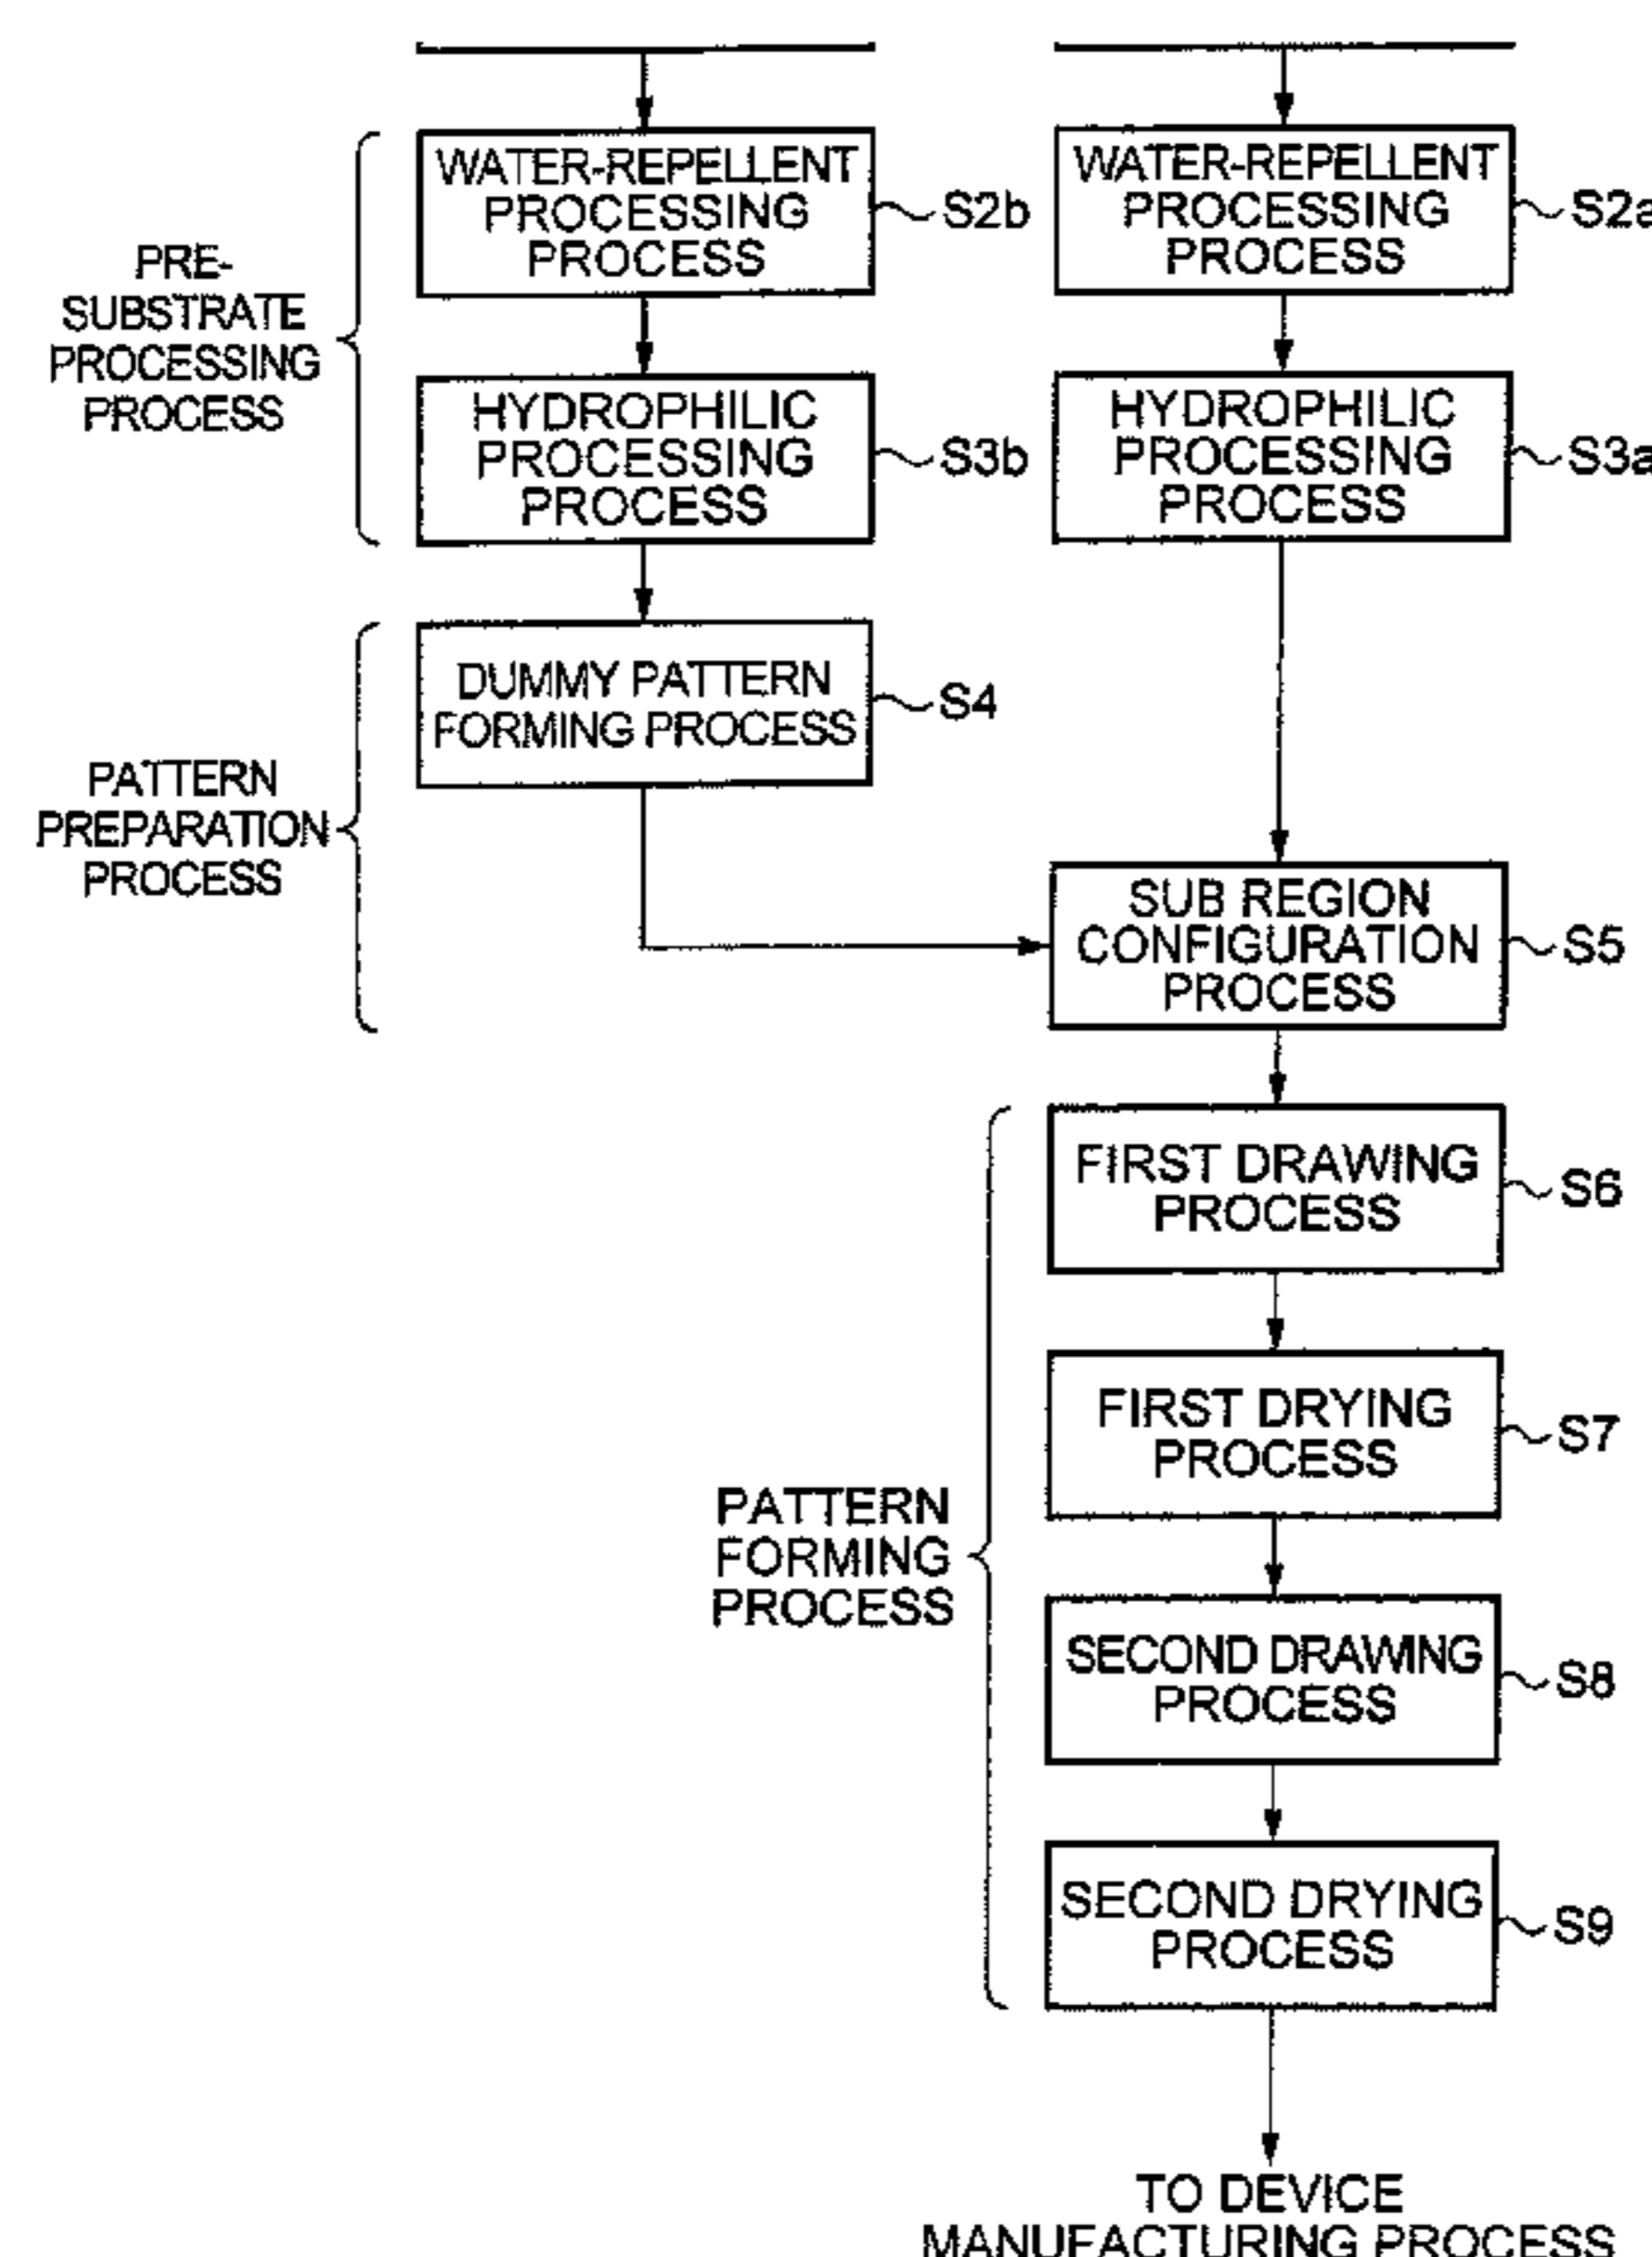 WATER-REPELLENT
PROCESSING
PROCESS
S2b
WATER-REPELLENT
PROCESSING
PROCESS
S2a
PRE-
SUBSTRATE
PROCESSING
PROCESS
HYDROPHILIC
PROCESSING
PROCESS
S3b
HYDROPHILIC
PROCESSING
PROCESS
S3a
DUMMY PATTERN
FORMING PROCESS
S4
PATTERN
PREPARATION
PROCESS
SUB REGION
CONFIGURATION
PROCESS
S5
FIRST DRAWING
PROCESS
S6
FIRST DRYING
PROCESS
S7
PATTERN
FORMING
PROCESS
SECOND DRAWING
PROCESS
S8
SECOND DRYING
PROCESS
S9
TO DEVICE
MANUFACTURING PROCESS